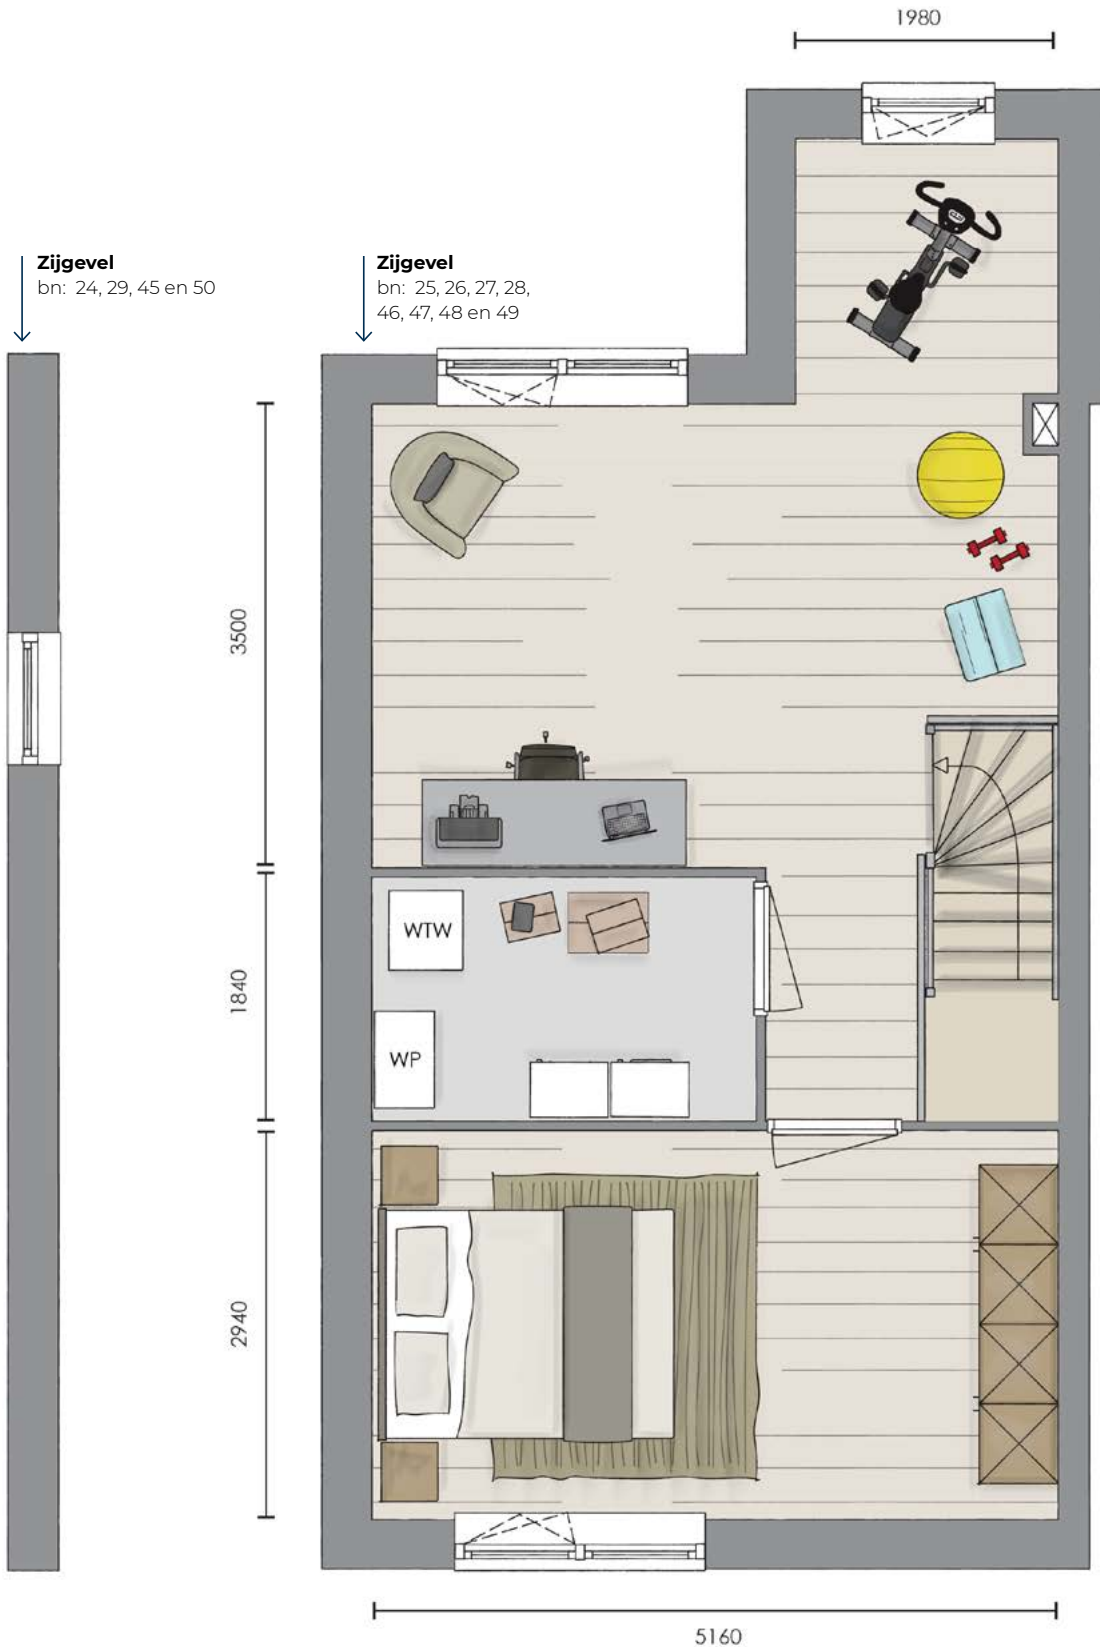 1980
Zijgevel
bn: 24, 29, 45 en 50
Zijgevel
bn: 25, 26, 27, 28,
46, 47, 48 en 49
3500
WTW
1840
WP
2940
5160